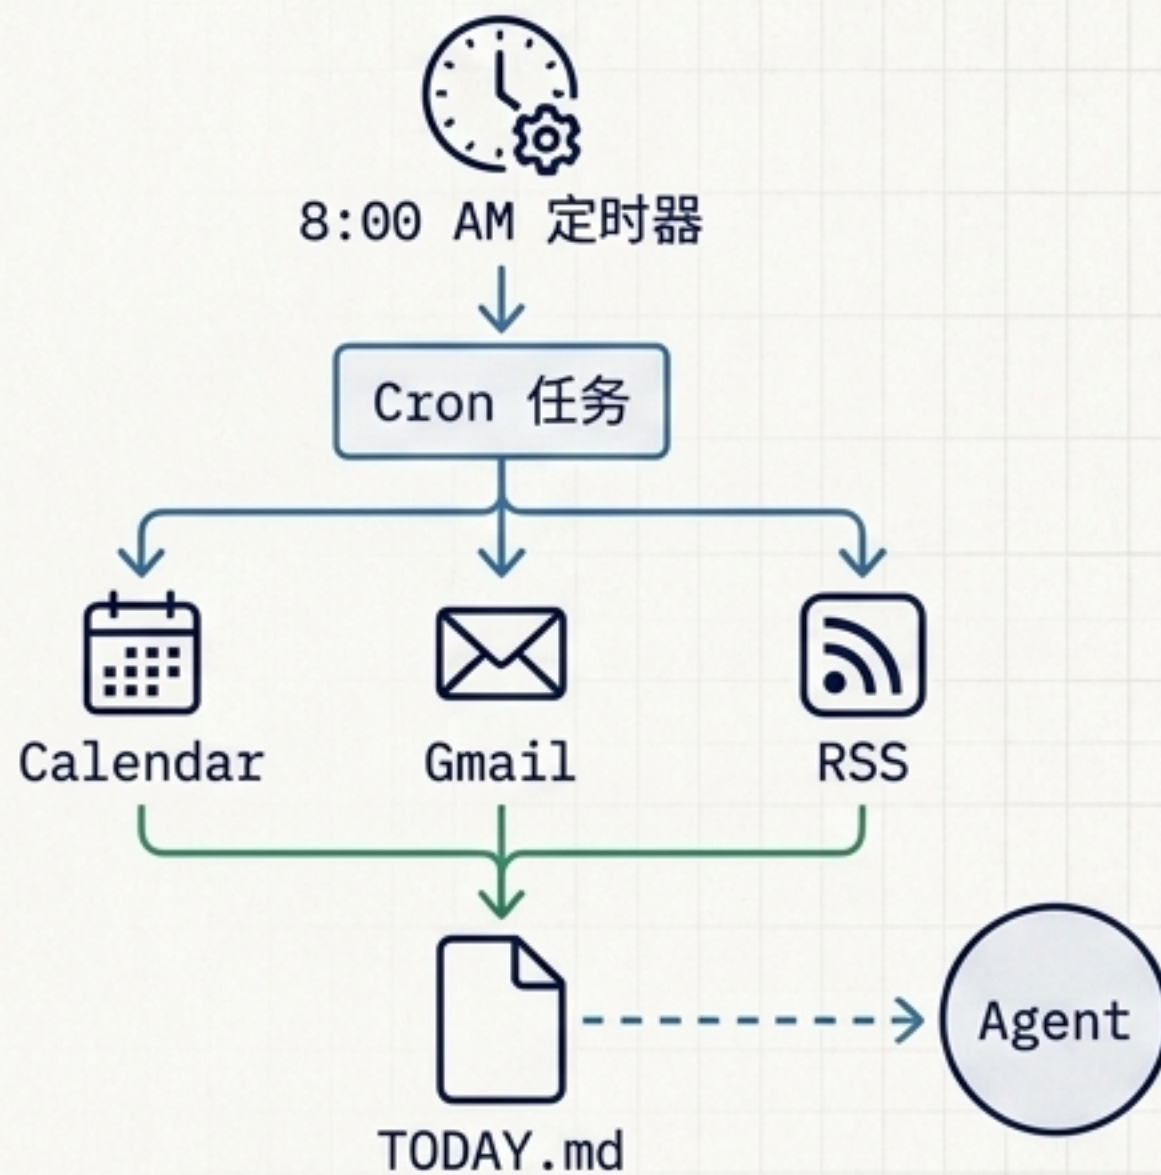 8:00 AM 定时器
Cron 任务
Calendar
Gmail
RSS
Agent
TODAY.md